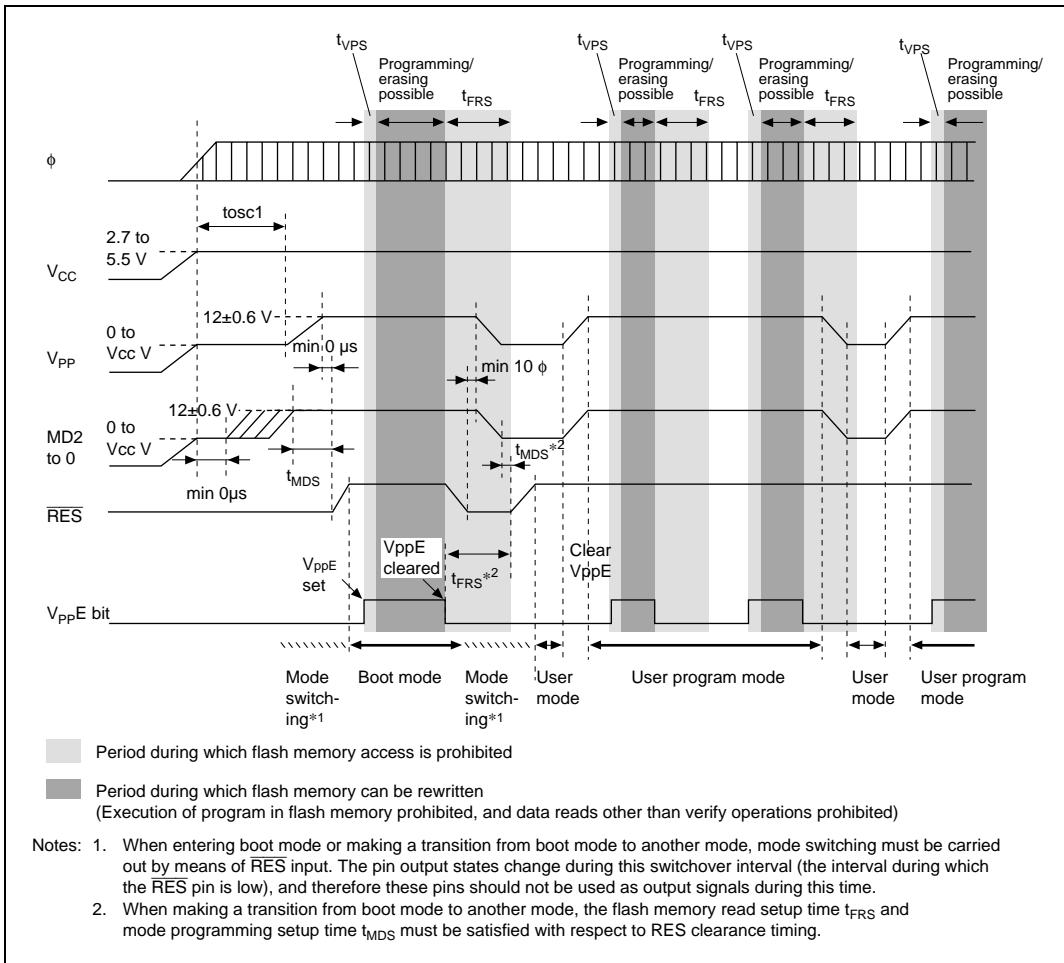 tVPS tVPS tVPS tVPS
Programming/ Programming/ Programming/ Programming/
erasing erasing erasing erasing
possible possible possible possible
tFRS tFRS tFRS
ϕ
tosc1
2.7 to
5.5 V
VCC
12±0.6 V
0 to
Vcc V
VPP
min 0 µs
min 10 ϕ
12±0.6 V
MD2
to 0
0 to
Vcc V
tMDS*2
tMDS
min 0µs
RES
VppE
set
VppE
cleared
tFRS*2
Clear
VppE
VPPE bit
Mode
switch-
ing*1
Boot mode
Mode
switch-
ing*1
User
mode
User program mode
User
mode
User program
mode
Period during which flash memory access is prohibited
Period during which flash memory can be rewritten
(Execution of program in flash memory prohibited, and data reads other than verify operations prohibited)
Notes: 1. When entering boot mode or making a transition from boot mode to another mode, mode switching must be carried
out by means of RES input. The pin output states change during this switchover interval (the interval during which
the RES pin is low), and therefore these pins should not be used as output signals during this time.
2. When making a transition from boot mode to another mode, the flash memory read setup time tFRS and
mode programming setup time tMDS must be satisfied with respect to RES clearance timing.